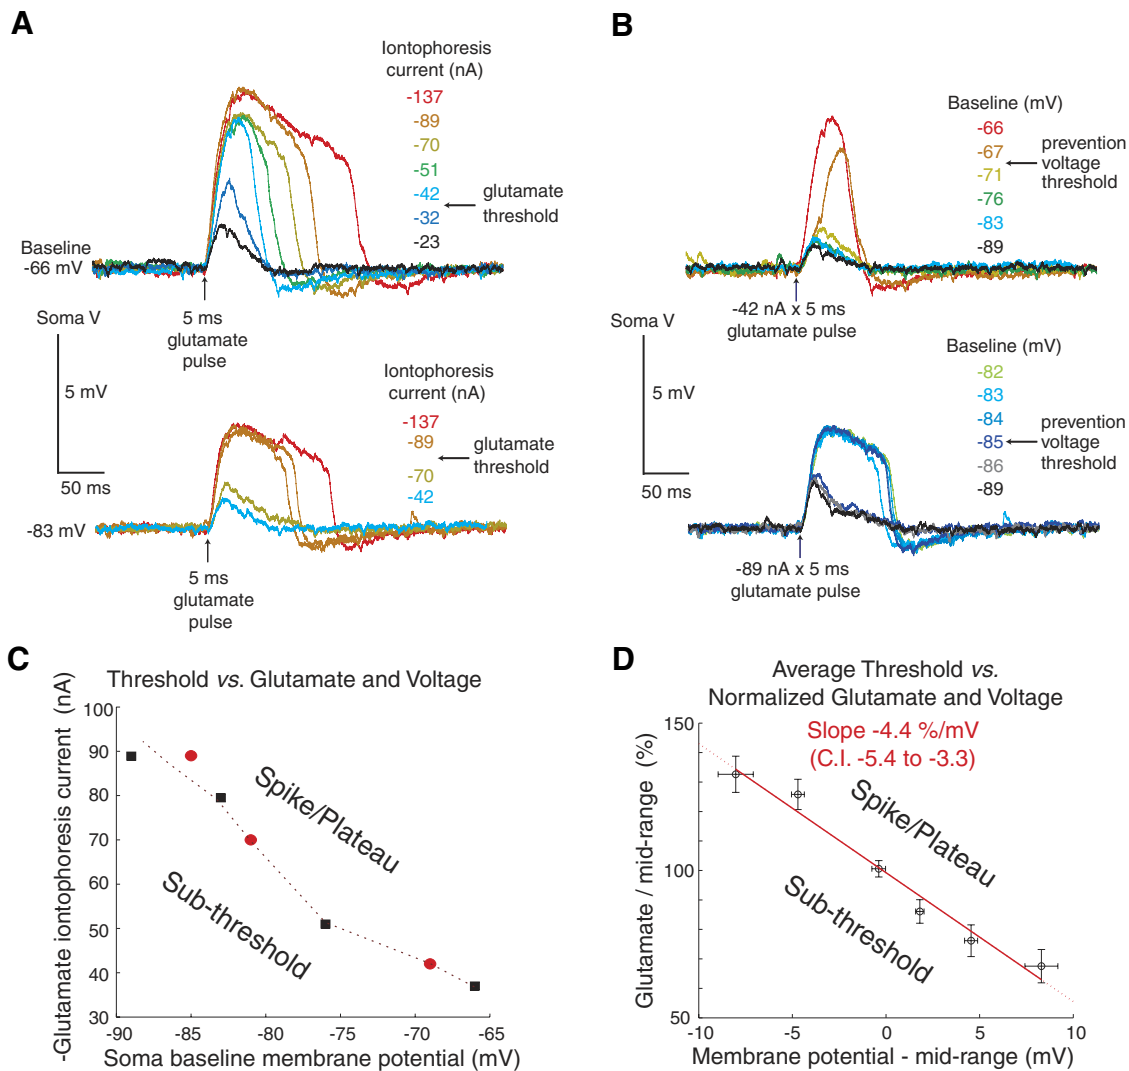 A
Iontophoresis
current (nA)
-137
-89
-70
-51
-42
-32
-23
glutamate
threshold
Baseline
-66 mV
5 ms
glutamate
pulse
Soma V
5 mV
50 ms
Iontophoresis
current (nA)
-137
-89
-70
-42
glutamate
threshold
-83 mV
5 ms
glutamate
pulse
B
Baseline (mV)
-66
-67
-71
-76
-83
-89
prevention
voltage
threshold
-42 nA x 5 ms
glutamate pulse
Soma V
5 mV
50 ms
Baseline (mV)
-82
-83
-84
-85
-86
-89
prevention
voltage
threshold
-89 nA x 5 ms
glutamate pulse
C
Threshold vs. Glutamate and Voltage
-Glutamate iontophoresis current (nA)
100
90
80
70
60
50
40
30
Spike/Plateau
Sub-threshold
-90 -85 -80 -75 -70 -65
Soma baseline membrane potential (mV)
D
Average Threshold vs.
Normalized Glutamate and Voltage
Slope -4.4 %/mV
(C.I. -5.4 to -3.3)
Glutamate / mid-range (%)
150
100
50
Spike/Plateau
Sub-threshold
-10 -5 0 5 10
Membrane potential - mid-range (mV)